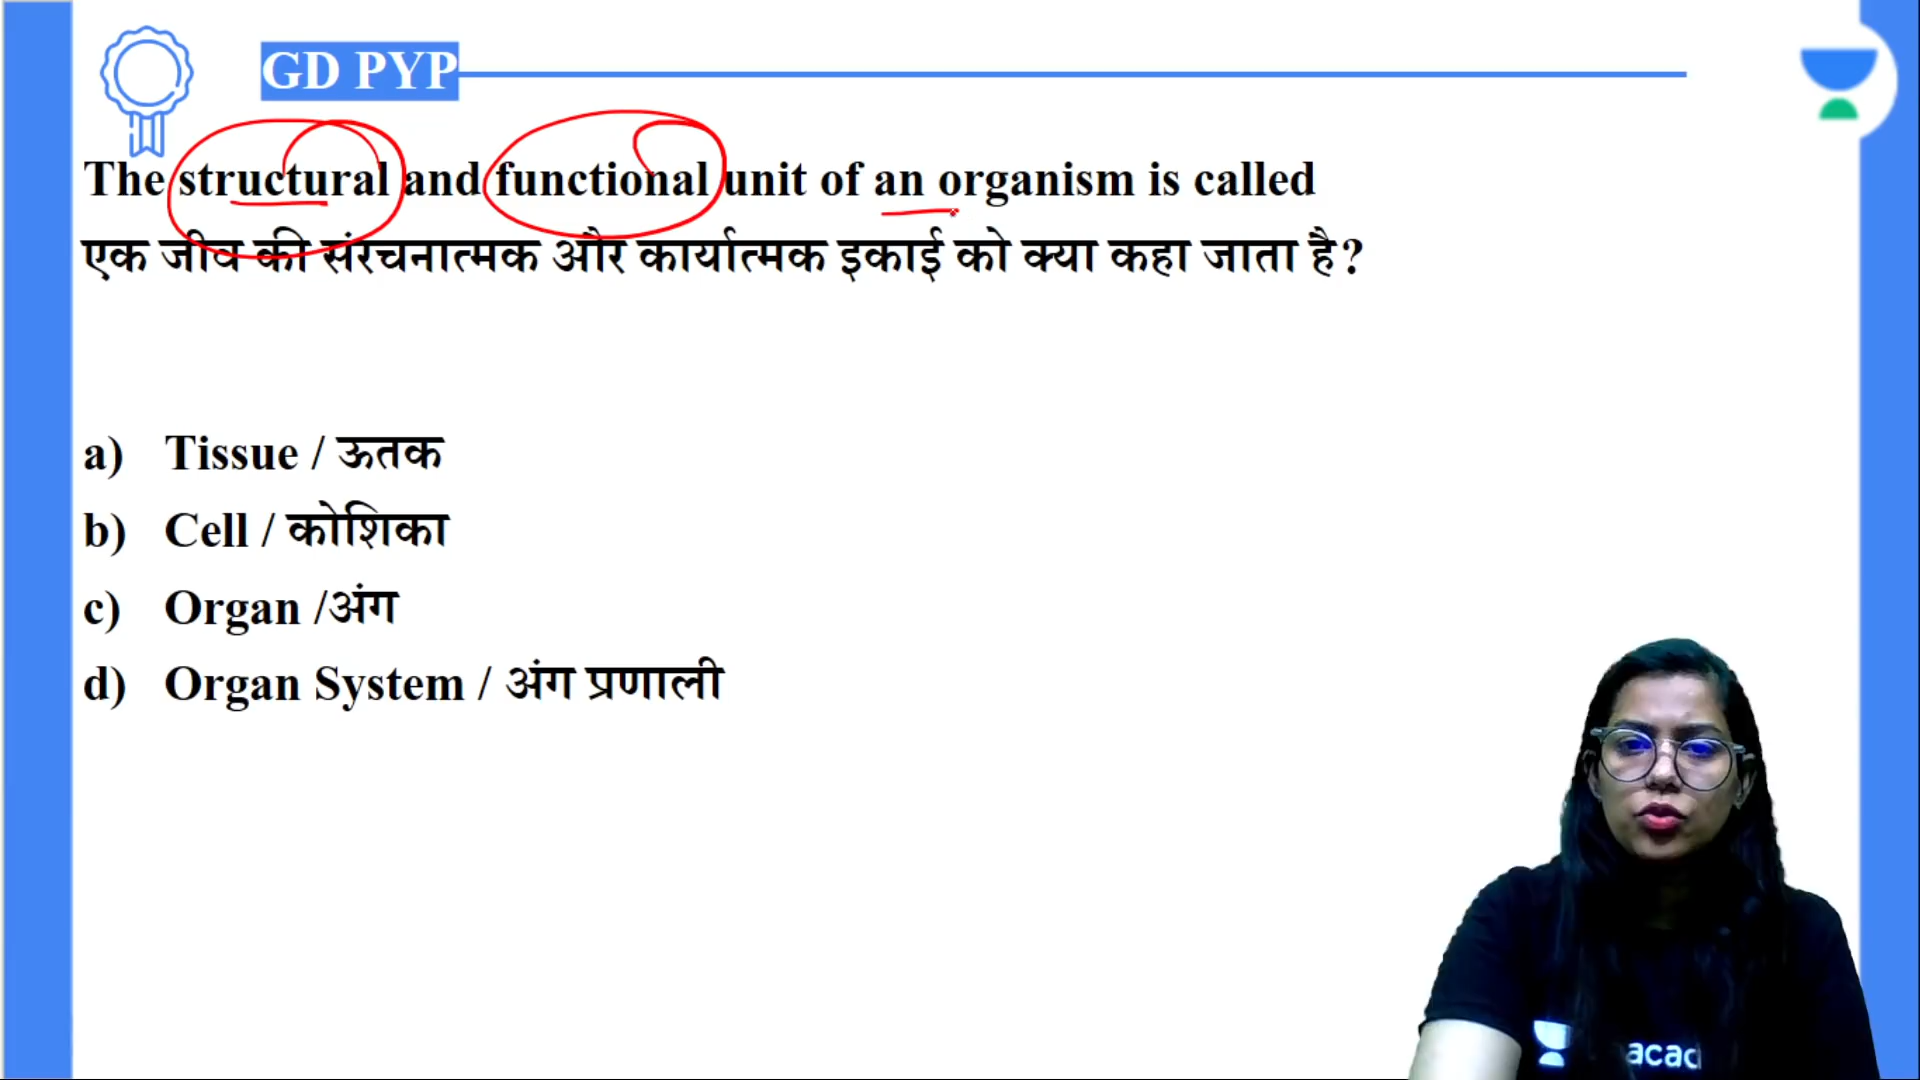 GD PYP
The structural and functional unit of an organism is called
एक जीव की संरचनात्मक और कार्यात्मक इकाई को क्या कहा जाता है?
a) Tissue / ऊतक
b) Cell / कोशिका
c) Organ /अंग
d) Organ System / अंग प्रणाली
acad